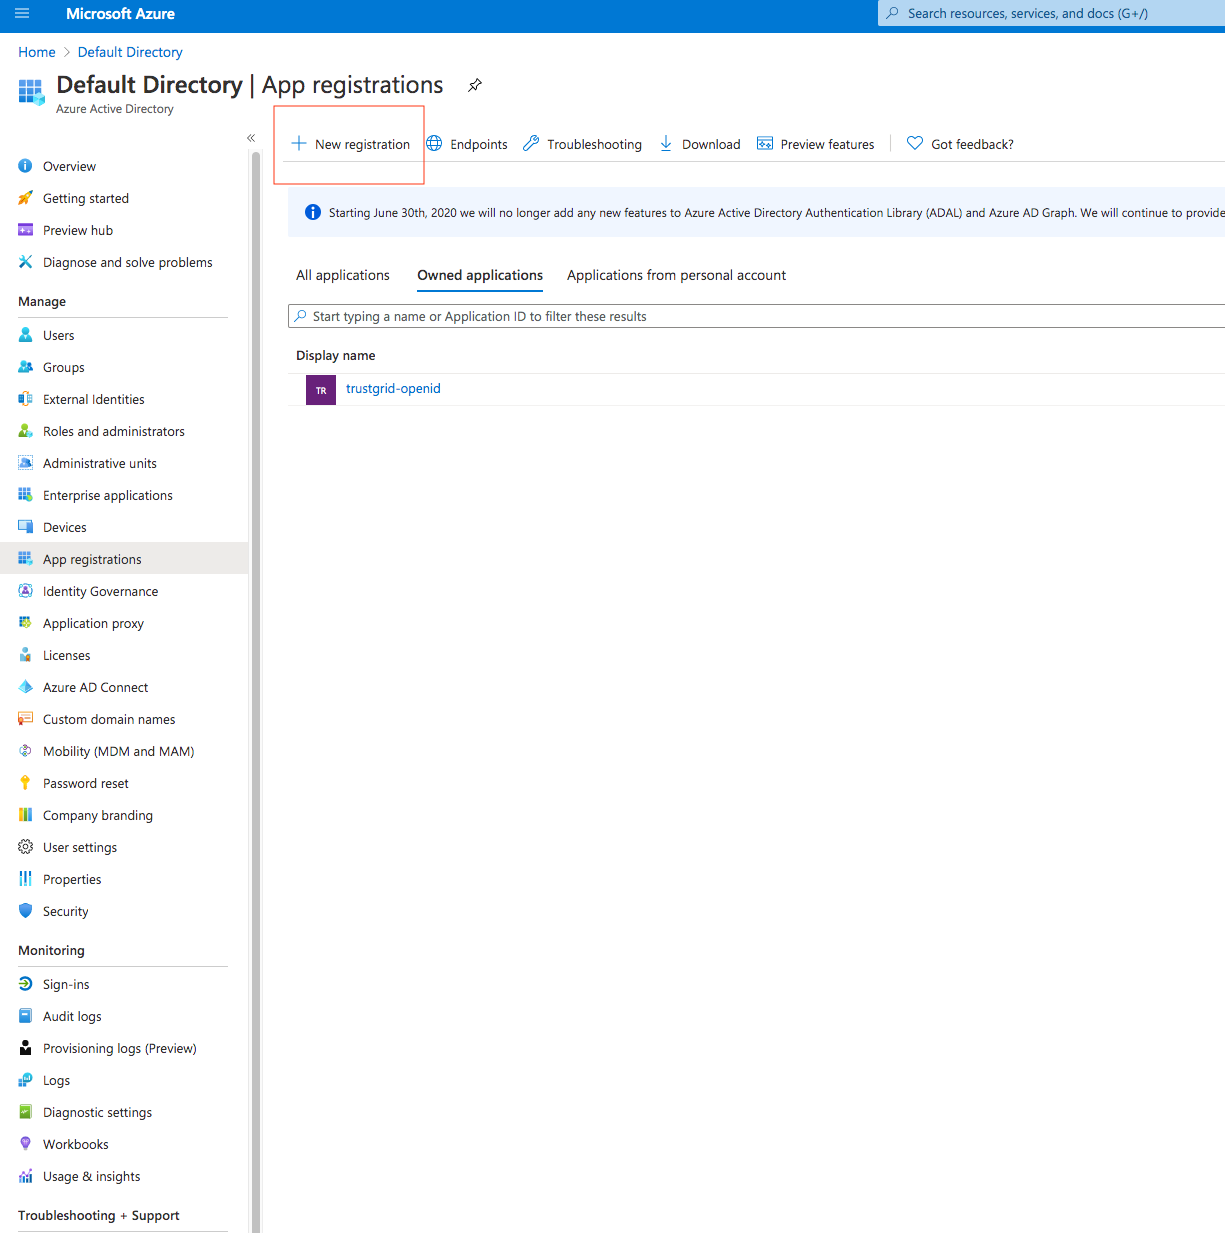 Microsoft Azure
Search resources, services, and docs (G+/)
Home > Default Directory
Default Directory | App registrations
Azure Active Directory
«
New registration
Endpoints
Troubleshooting
Download
Preview features
Got feedback?
Overview
Getting started
Preview hub
Diagnose and solve problems
Manage
Users
Groups
External Identities
Roles and administrators
Administrative units
Enterprise applications
Devices
App registrations
Identity Governance
Application proxy
Licenses
Azure AD Connect
Custom domain names
Mobility (MDM and MAM)
Password reset
Company branding
User settings
Properties
Security
Monitoring
Sign-ins
Audit logs
Provisioning logs (Preview)
Logs
Diagnostic settings
Workbooks
Usage & insights
Troubleshooting + Support
Starting June 30th, 2020 we will no longer add any new features to Azure Active Directory Authentication Library (ADAL) and Azure AD Graph. We will continue to provide
All applications
Owned applications
Applications from personal account
Start typing a name or Application ID to filter these results
Display name
TR
trustgrid-openid